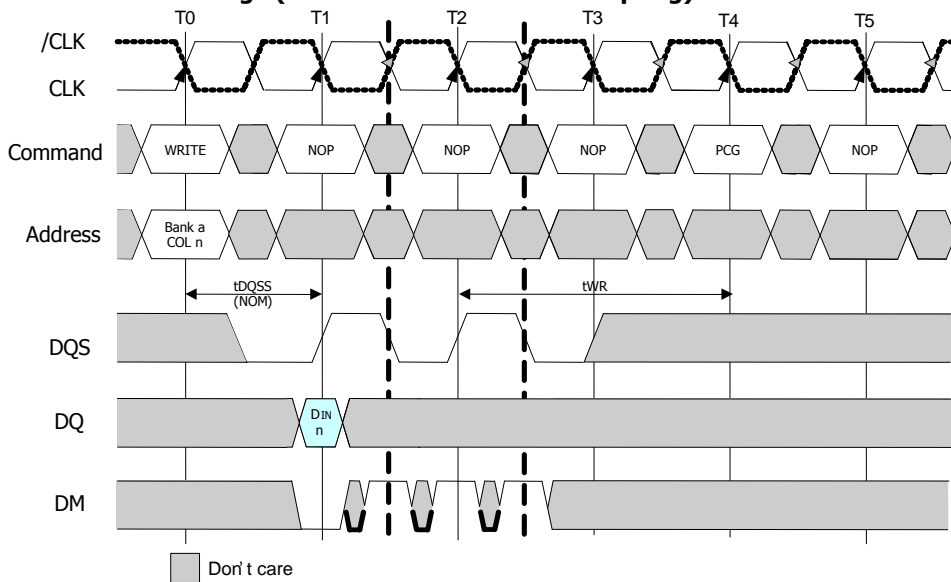 T0 T1 T2 T3 T4 T5
/CLK
CLK
Command WRITE NOP NOP NOP PCG NOP
Address Bank a
COL n
tDQSS
(NOM)
tWR
DQS
DQ DIN
n
DM
Don't care